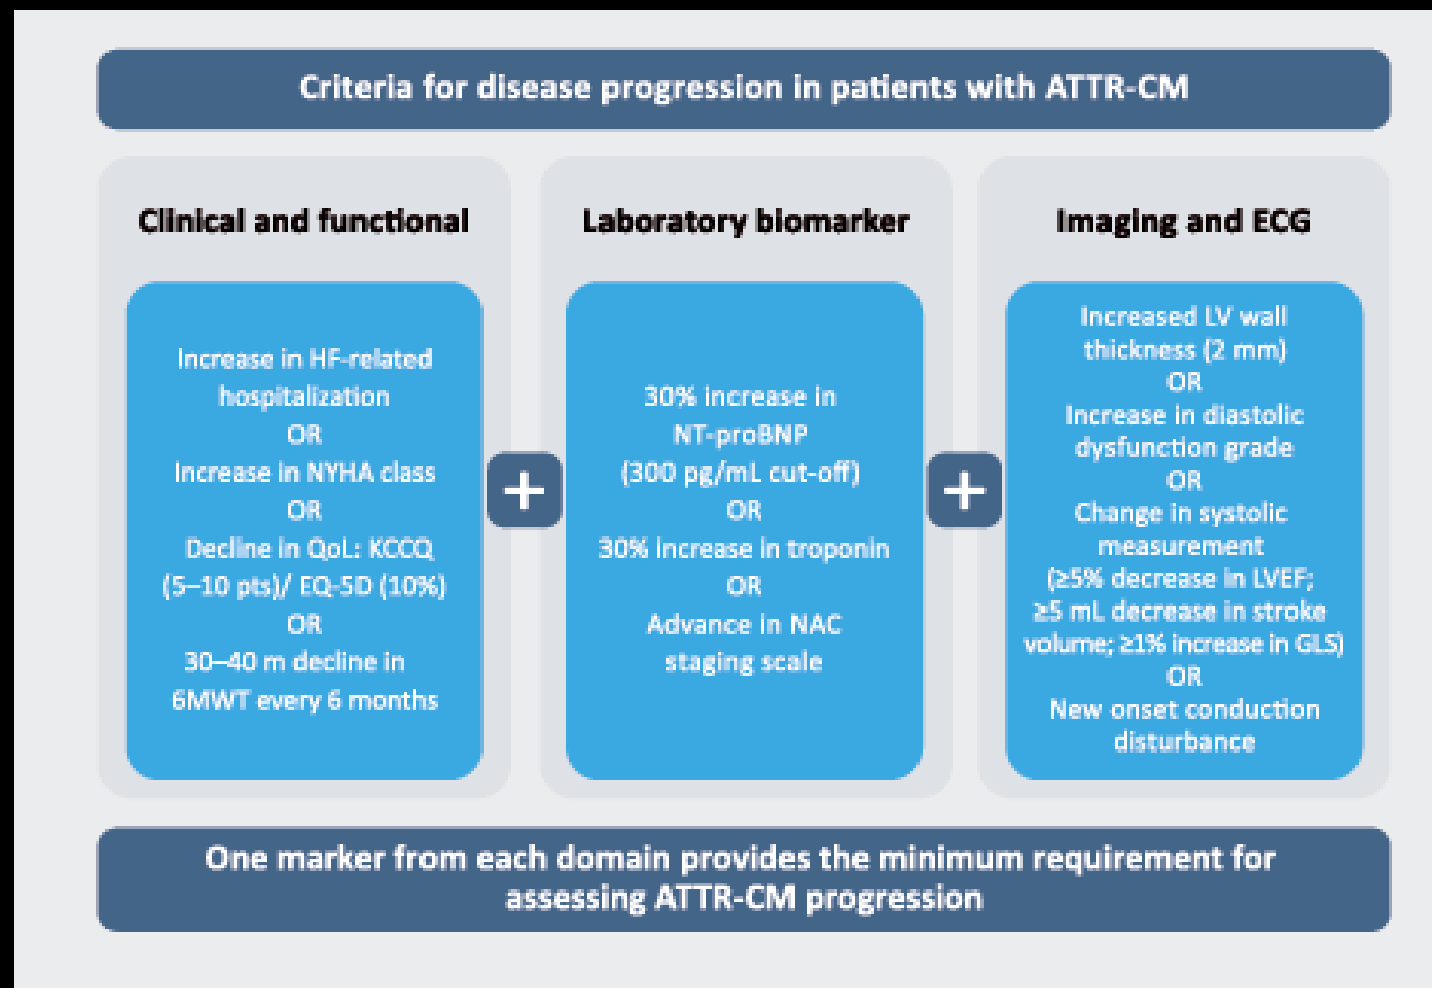 Criteria for disease progression in patients with ATTR-CM
Clinical and functional
Increase in HF-related
hospitalization
OR
Increase in NYHA class
OR
Decline in QoL: KCCQ
(5–10 pts)/ EQ-5D (10%)
OR
30–40 m decline in
6MWT every 6 months
+
Laboratory biomarker
30% increase in
NT-proBNP
(300 pg/mL cut-off)
OR
30% increase in troponin
OR
Advance in NAC
staging scale
+
Imaging and ECG
Increased LV wall
thickness (2 mm)
OR
Increase in diastolic
dysfunction grade
OR
Change in systolic
measurement
(≥5% decrease in LVEF;
≥5 mL decrease in stroke
volume; ≥1% increase in GLS)
OR
New onset conduction
disturbance
One marker from each domain provides the minimum requirement for
assessing ATTR-CM progression